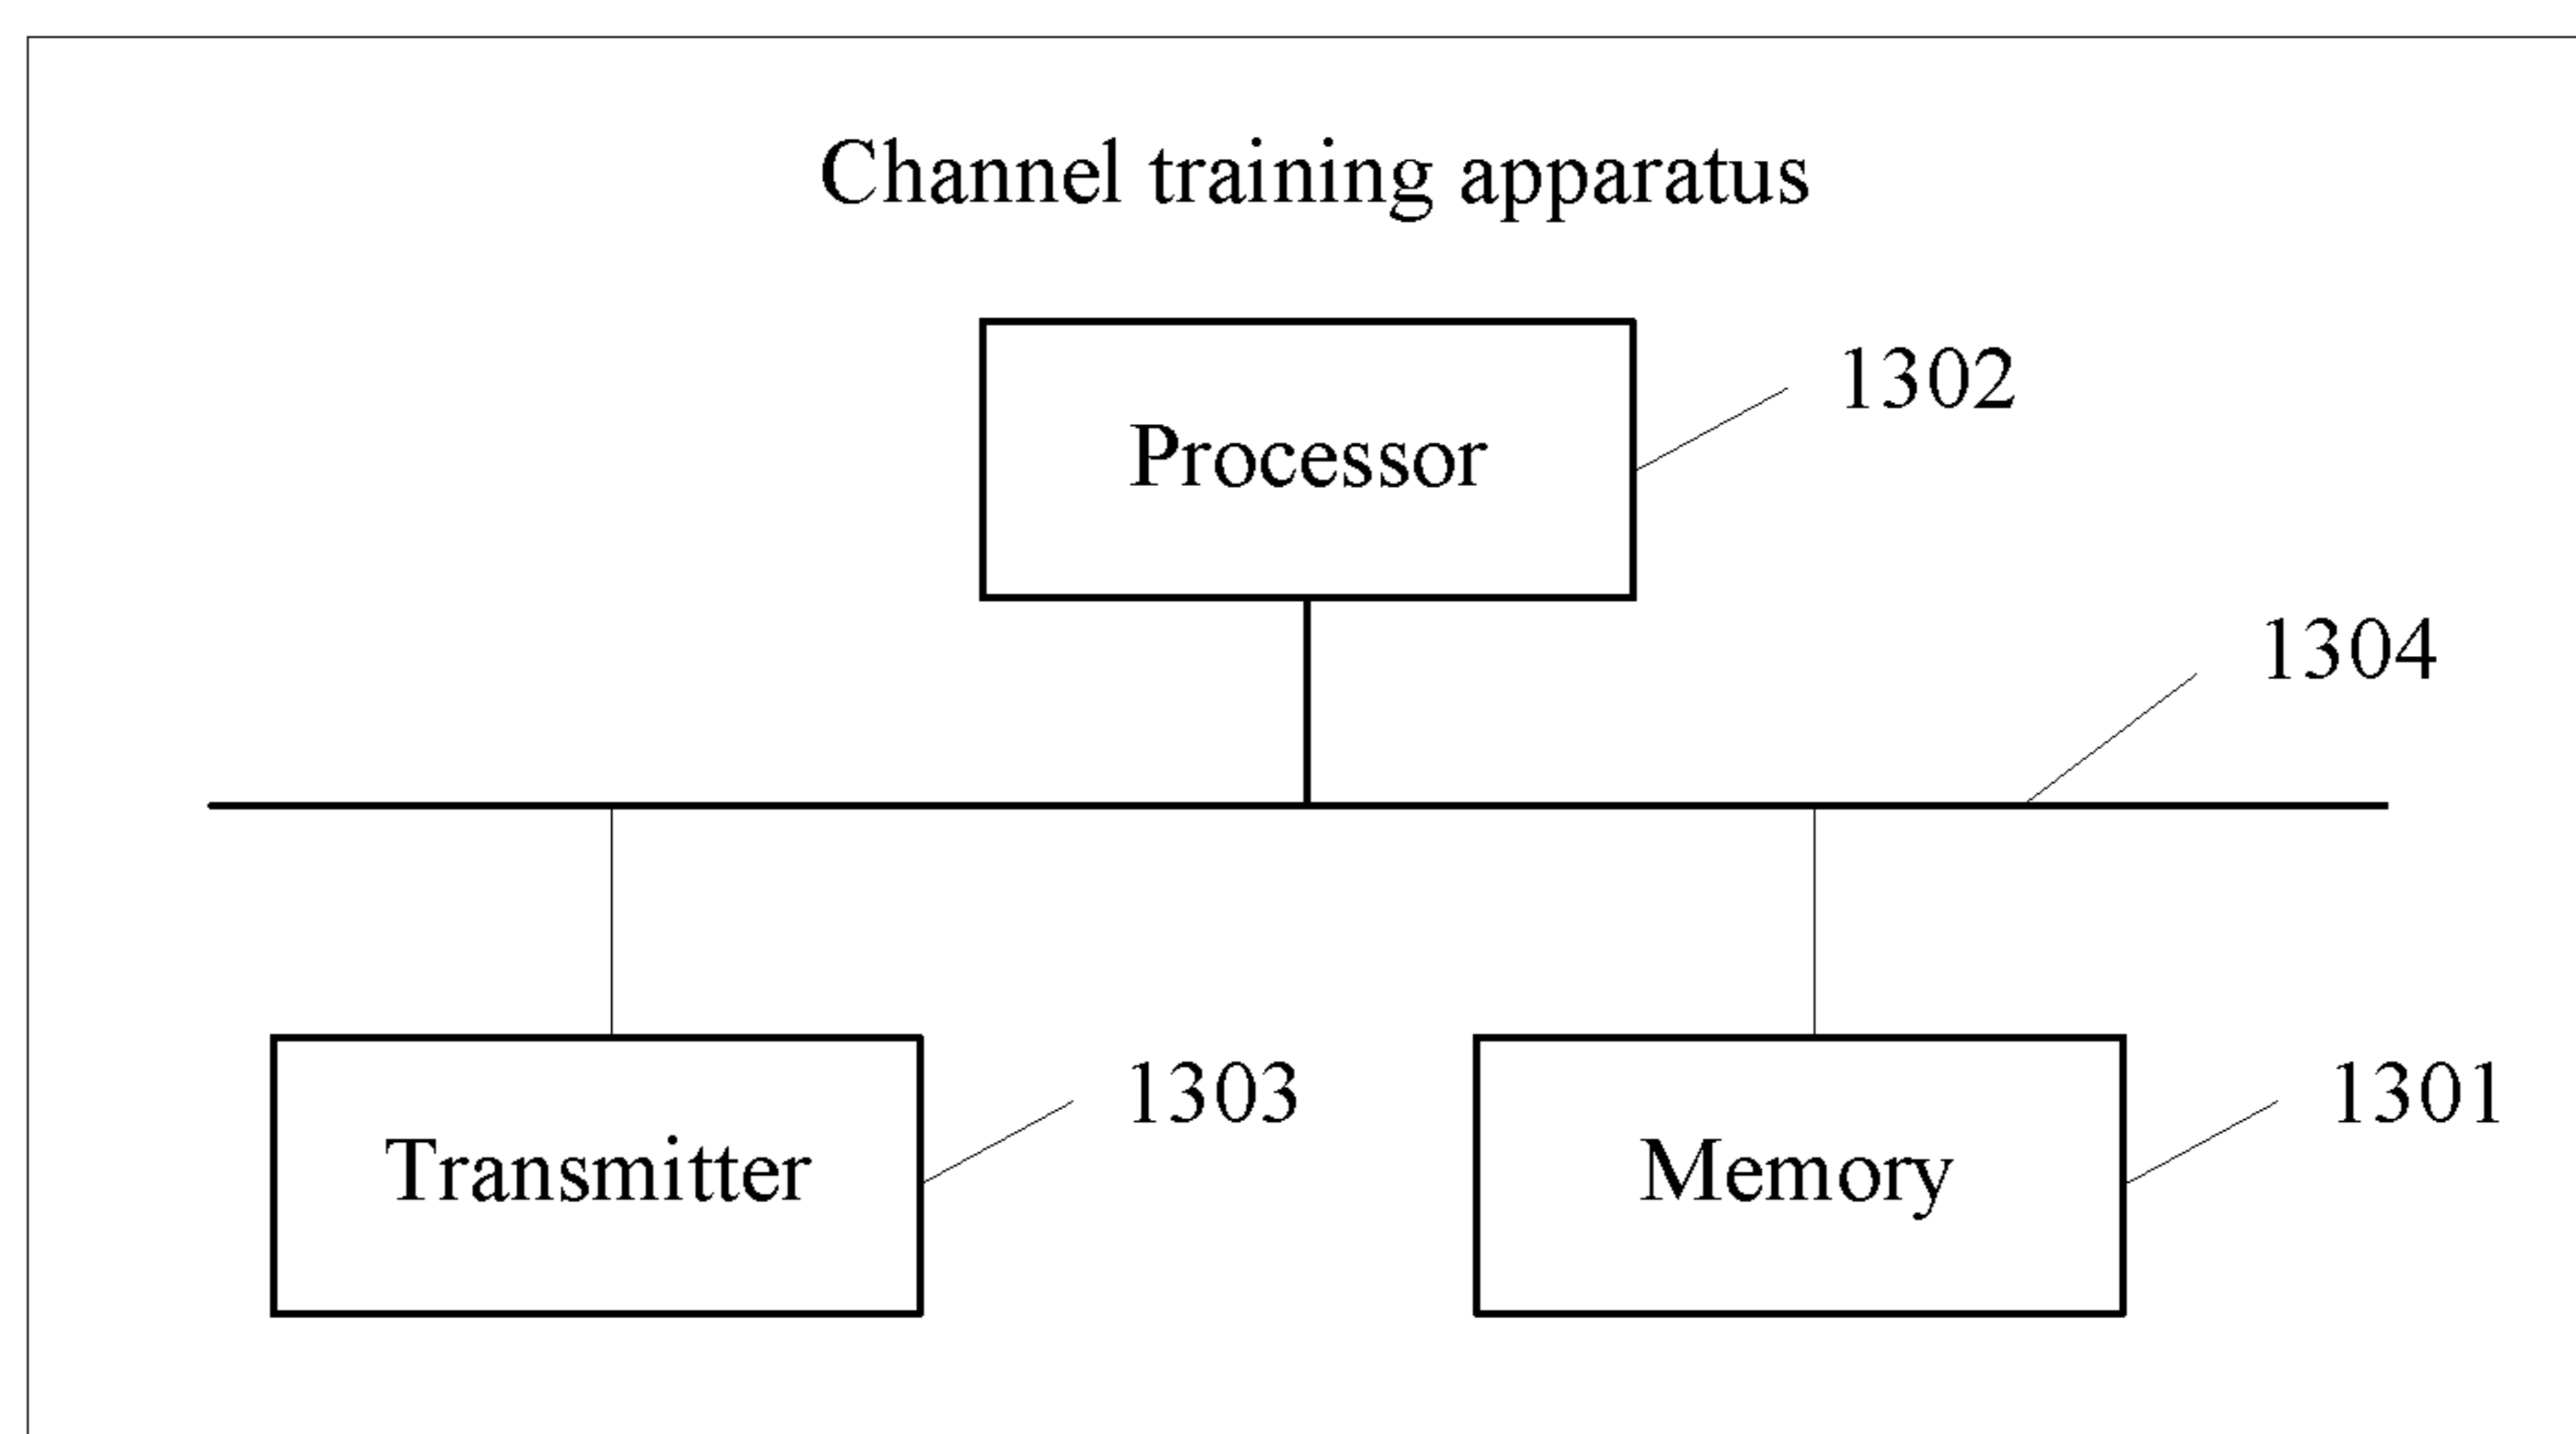 Channel training apparatus
Processor
1302
1304
Transmitter
1303
Memory
1301